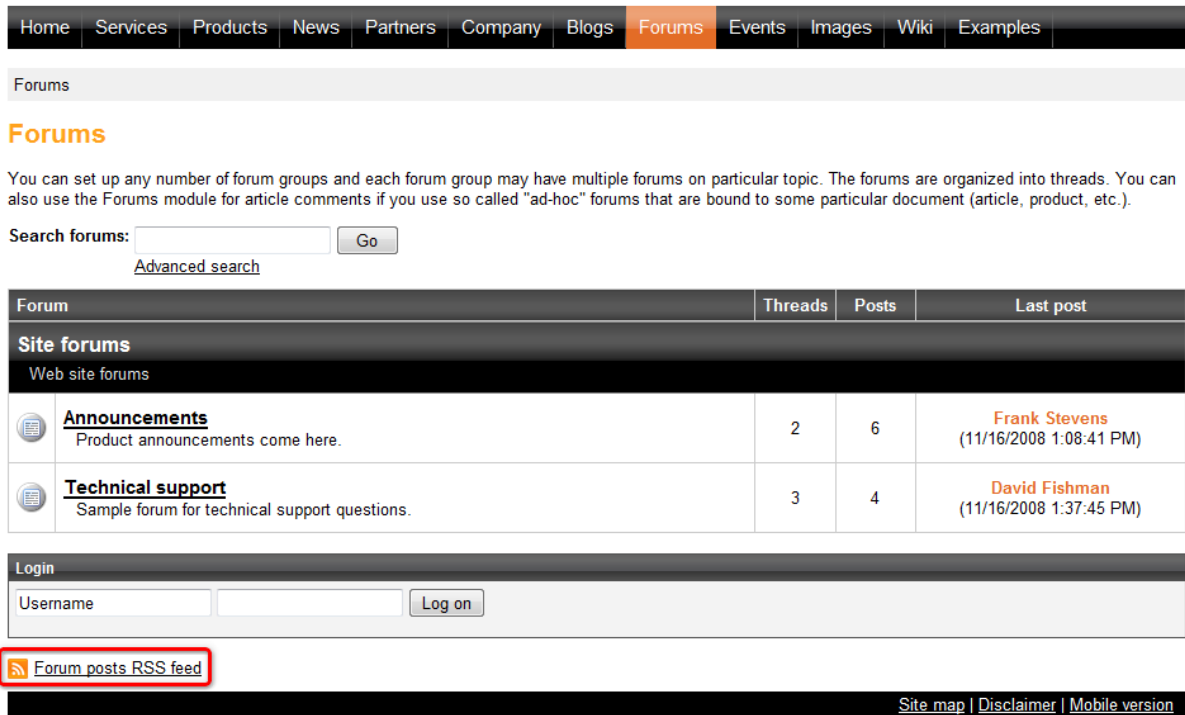 Home Services Products News Partners Company Blogs Forums Events Images Wiki Examples
Forums
Forums
You can set up any number of forum groups and each forum group may have multiple forums on particular topic. The forums are organized into threads. You can
also use the Forums module for article comments if you use so called "ad-hoc" forums that are bound to some particular document (article, product, etc.).
Search forums: Go
Advanced search
Forum Threads Posts Last post
Site forums
Web site forums
Announcements
Product announcements come here.
2 6
Frank Stevens
(11/16/2008 1:08:41 PM)
Technical support
Sample forum for technical support questions.
3 4
David Fishman
(11/16/2008 1:37:45 PM)
Login
Username Log on
Forum posts RSS feed
Site map | Disclaimer | Mobile version